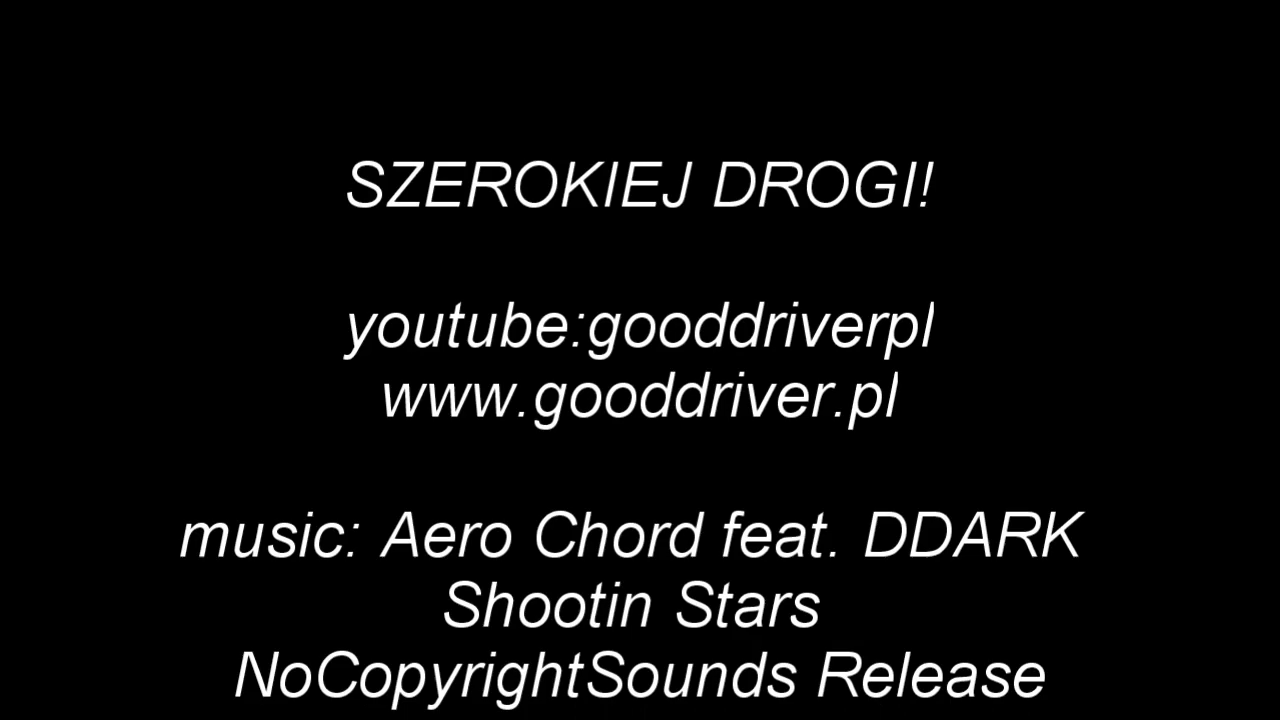 SZEROKIEJ DROGI!
youtube:gooddriverpl
www.gooddriver.pl
music: Aero Chord feat. DDARK
Shootin Stars
NoCopyrightSounds Release